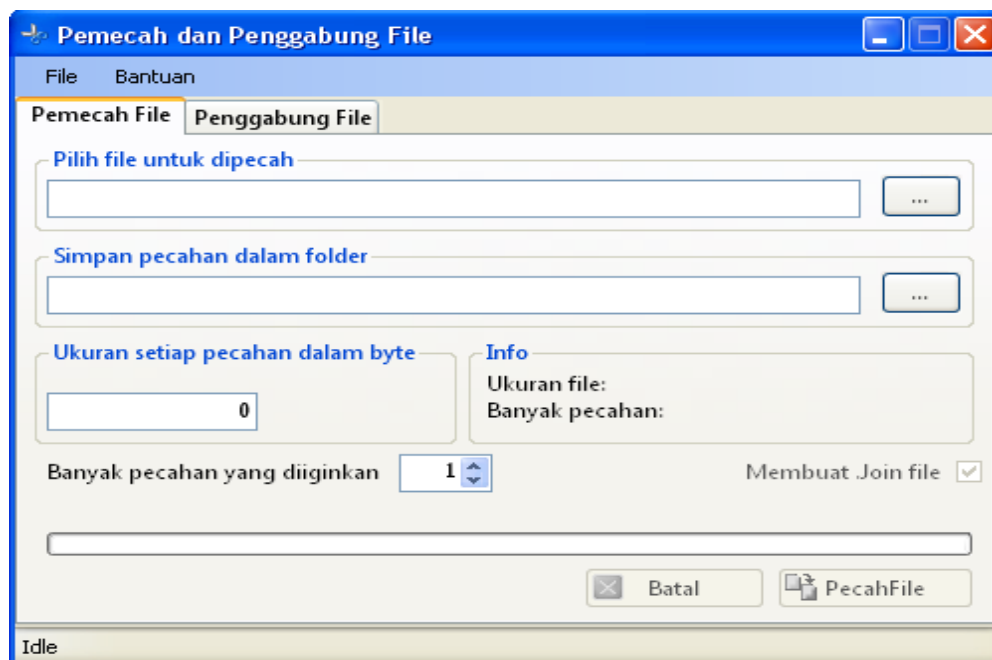 Pemecah dan Penggabung File
File Bantuan
Pemecah File Penggabung File
Pilih file untuk dipecah
...
Simpan pecahan dalam folder
...
Ukuran setiap pecahan dalam byte
0
Info
Ukuran file:
Banyak pecahan:
Banyak pecahan yang diiginkan 1 Membuat .Join file
Batal PecahFile
Idle